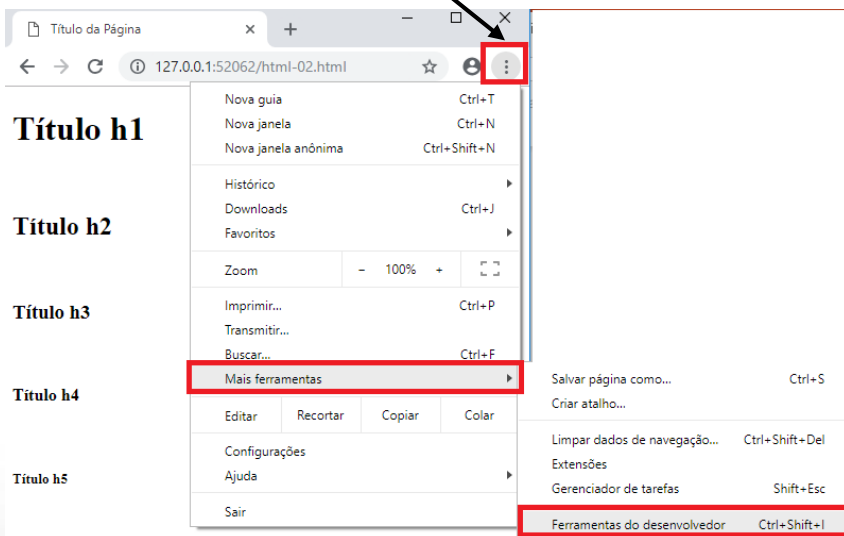 Título da Página
127.0.0.1:52062/html-02.html
Título h1
Título h2
Título h3
Título h4
Título h5
Nova guia Ctrl+T
Nova janela Ctrl+N
Nova janela anônima Ctrl+Shift+N
Histórico
Downloads Ctrl+J
Favoritos
Zoom - 100% +
Imprimir... Ctrl+P
Transmitir...
Buscar... Ctrl+F
Mais ferramentas
Editar Recortar Copiar Colar
Configurações
Ajuda
Sair
Salvar página como... Ctrl+S
Criar atalho...
Limpar dados de navegação... Ctrl+Shift+Del
Extensões
Gerenciador de tarefas Shift+Esc
Ferramentas do desenvolvedor Ctrl+Shift+I